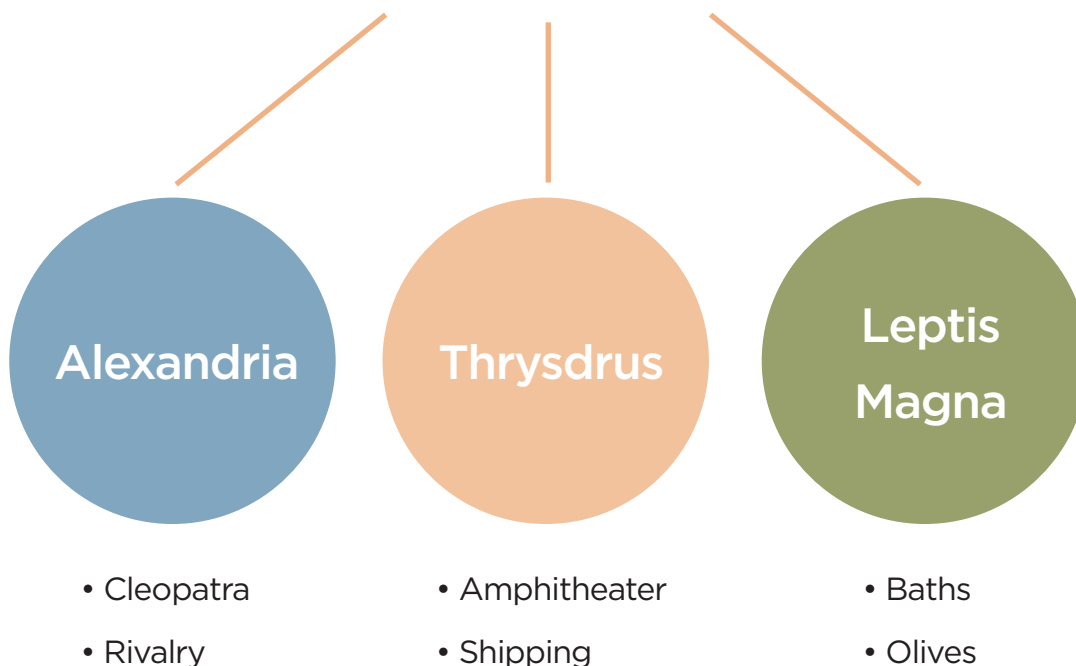 Alexandria
Thrysdrus
Leptis
Magna
• Cleopatra
• Rivalry
• Amphitheater
• Shipping
• Baths
• Olives